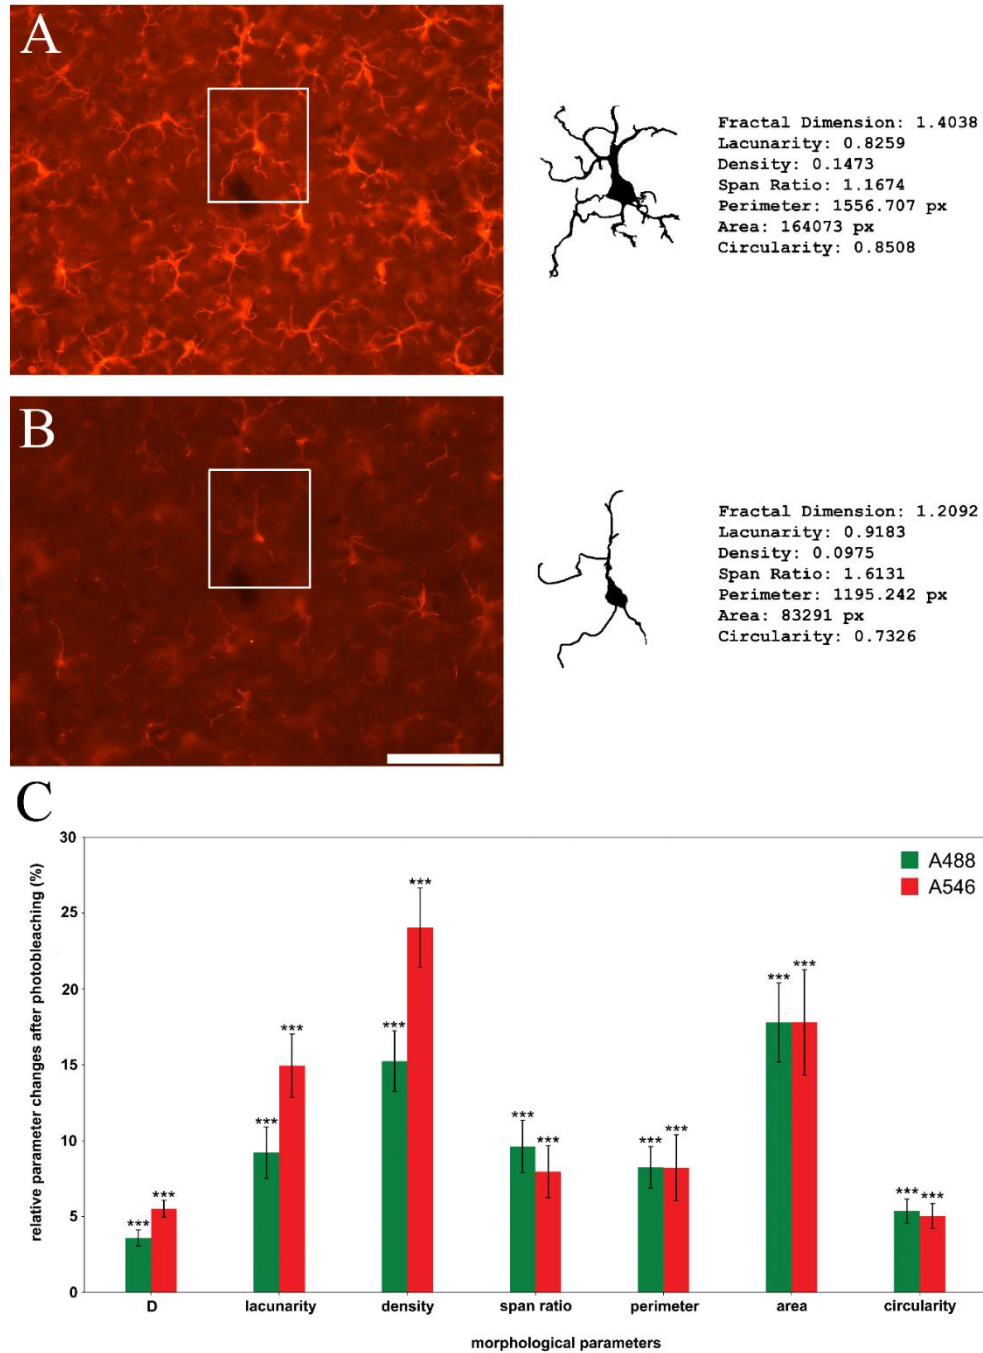 A
Fractal Dimension: 1.4038
Lacunarity: 0.8259
Density: 0.1473
Span Ratio: 1.1674
Perimeter: 1556.707 px
Area: 164073 px
Circularity: 0.8508
B
Fractal Dimension: 1.2092
Lacunarity: 0.9183
Density: 0.0975
Span Ratio: 1.6131
Perimeter: 1195.242 px
Area: 83291 px
Circularity: 0.7326
C
relative parameter changes after photobleaching (%)
30
25
20
15
10
5
0
A488
A546
*** ***
*** ***
*** ***
*** ***
*** ***
*** ***
*** ***
D lacunarity density span ratio perimeter area circularity
morphological parameters